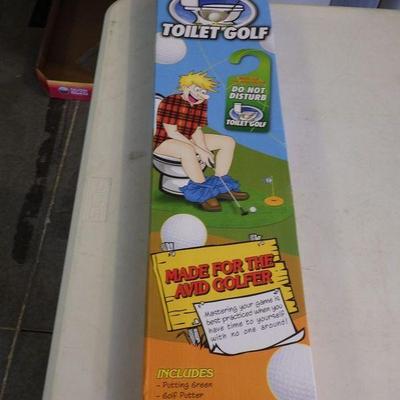 TOILET GOLF
DO NOT
DISTURB
TOILET GOLF
MADE FOR THE
AVID GOLFER
Mastering your game is
best practiced when you
have time to yourself
with no one around!
INCLUDES
- Putting Green
- Golf Putter